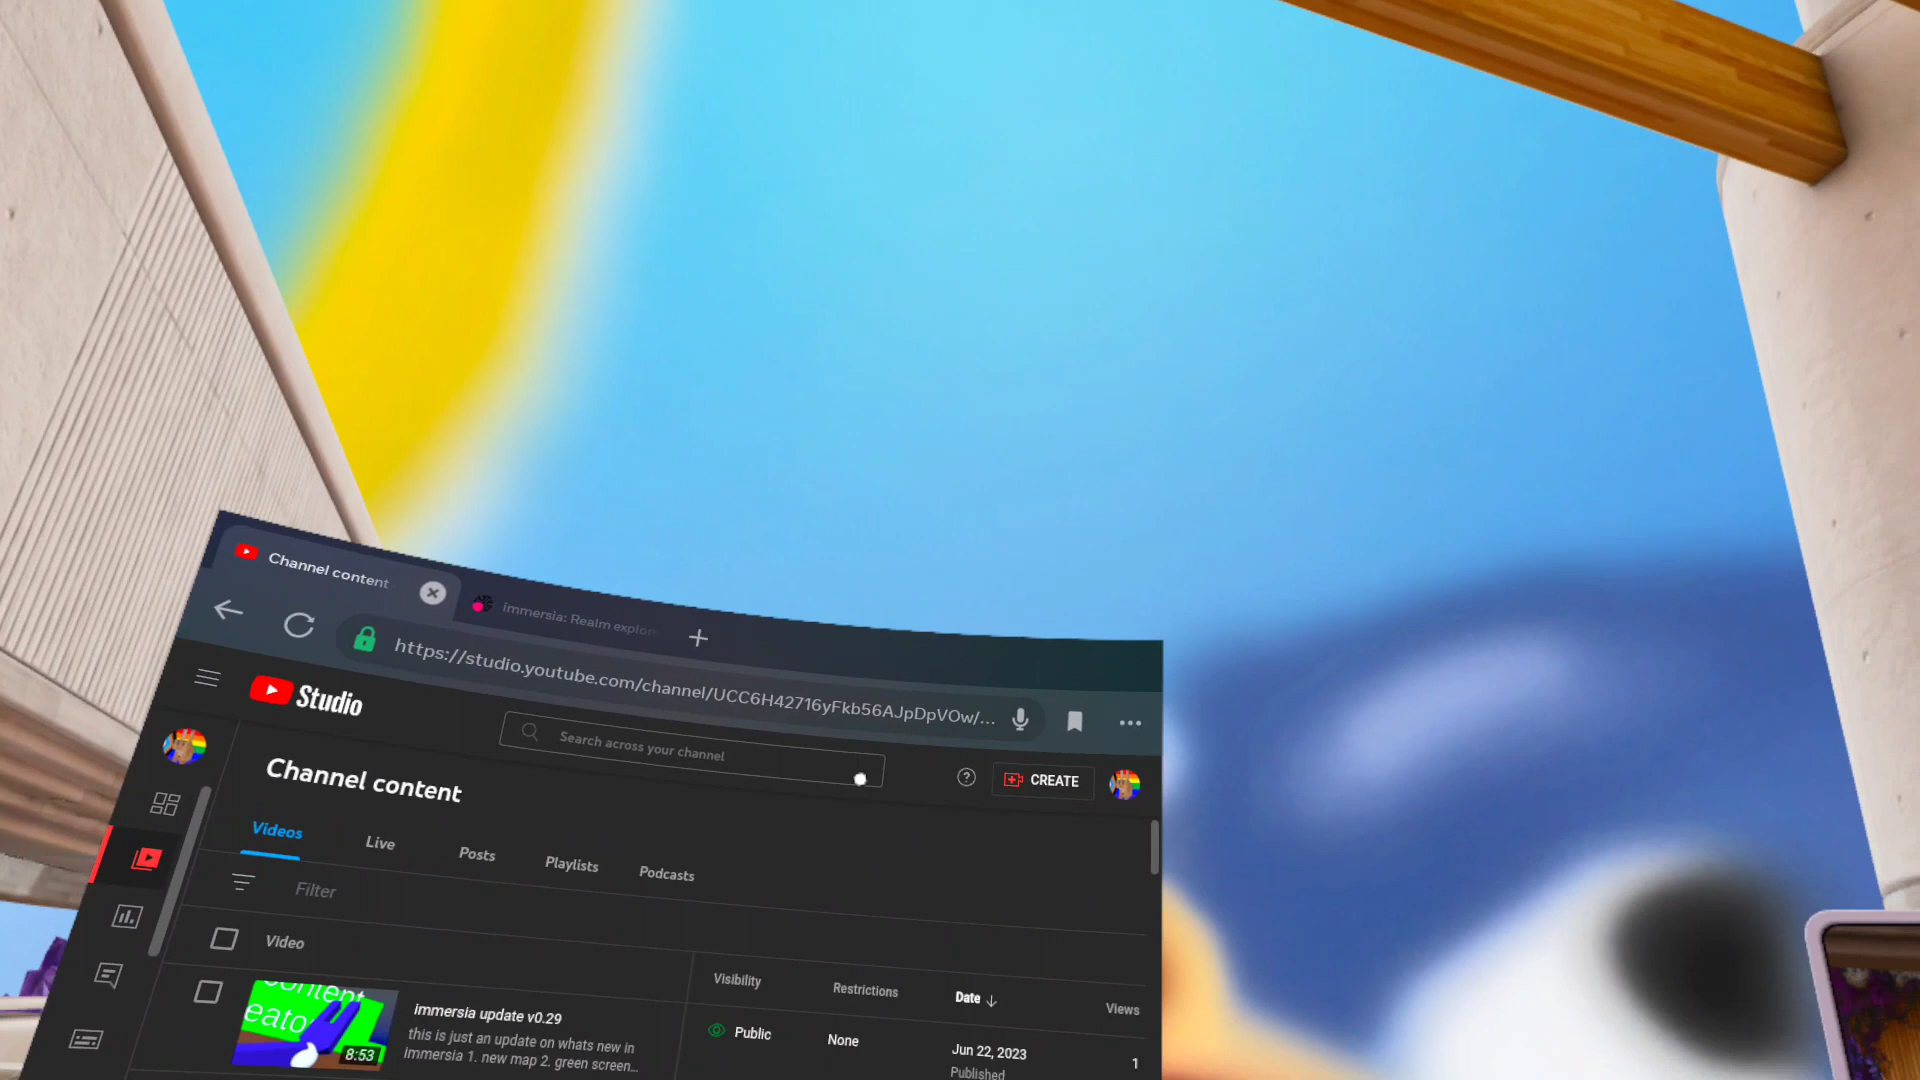 Channel content
immersia: Realm explor
https://studio.youtube.com/channel/UCC6H42716yFkb56AJpDpVOw/...
Studio
Search across your channel
CREATE
Channel content
Videos
Live
Posts
Playlists
Podcasts
Filter
Video
Visibility
Restrictions
Date
Views
content
eato
8:53
immersia update v0.29
this is just an update on whats new in
immersia 1. new map 2. green screen...
Public
None
Jun 22, 2023
Published
1